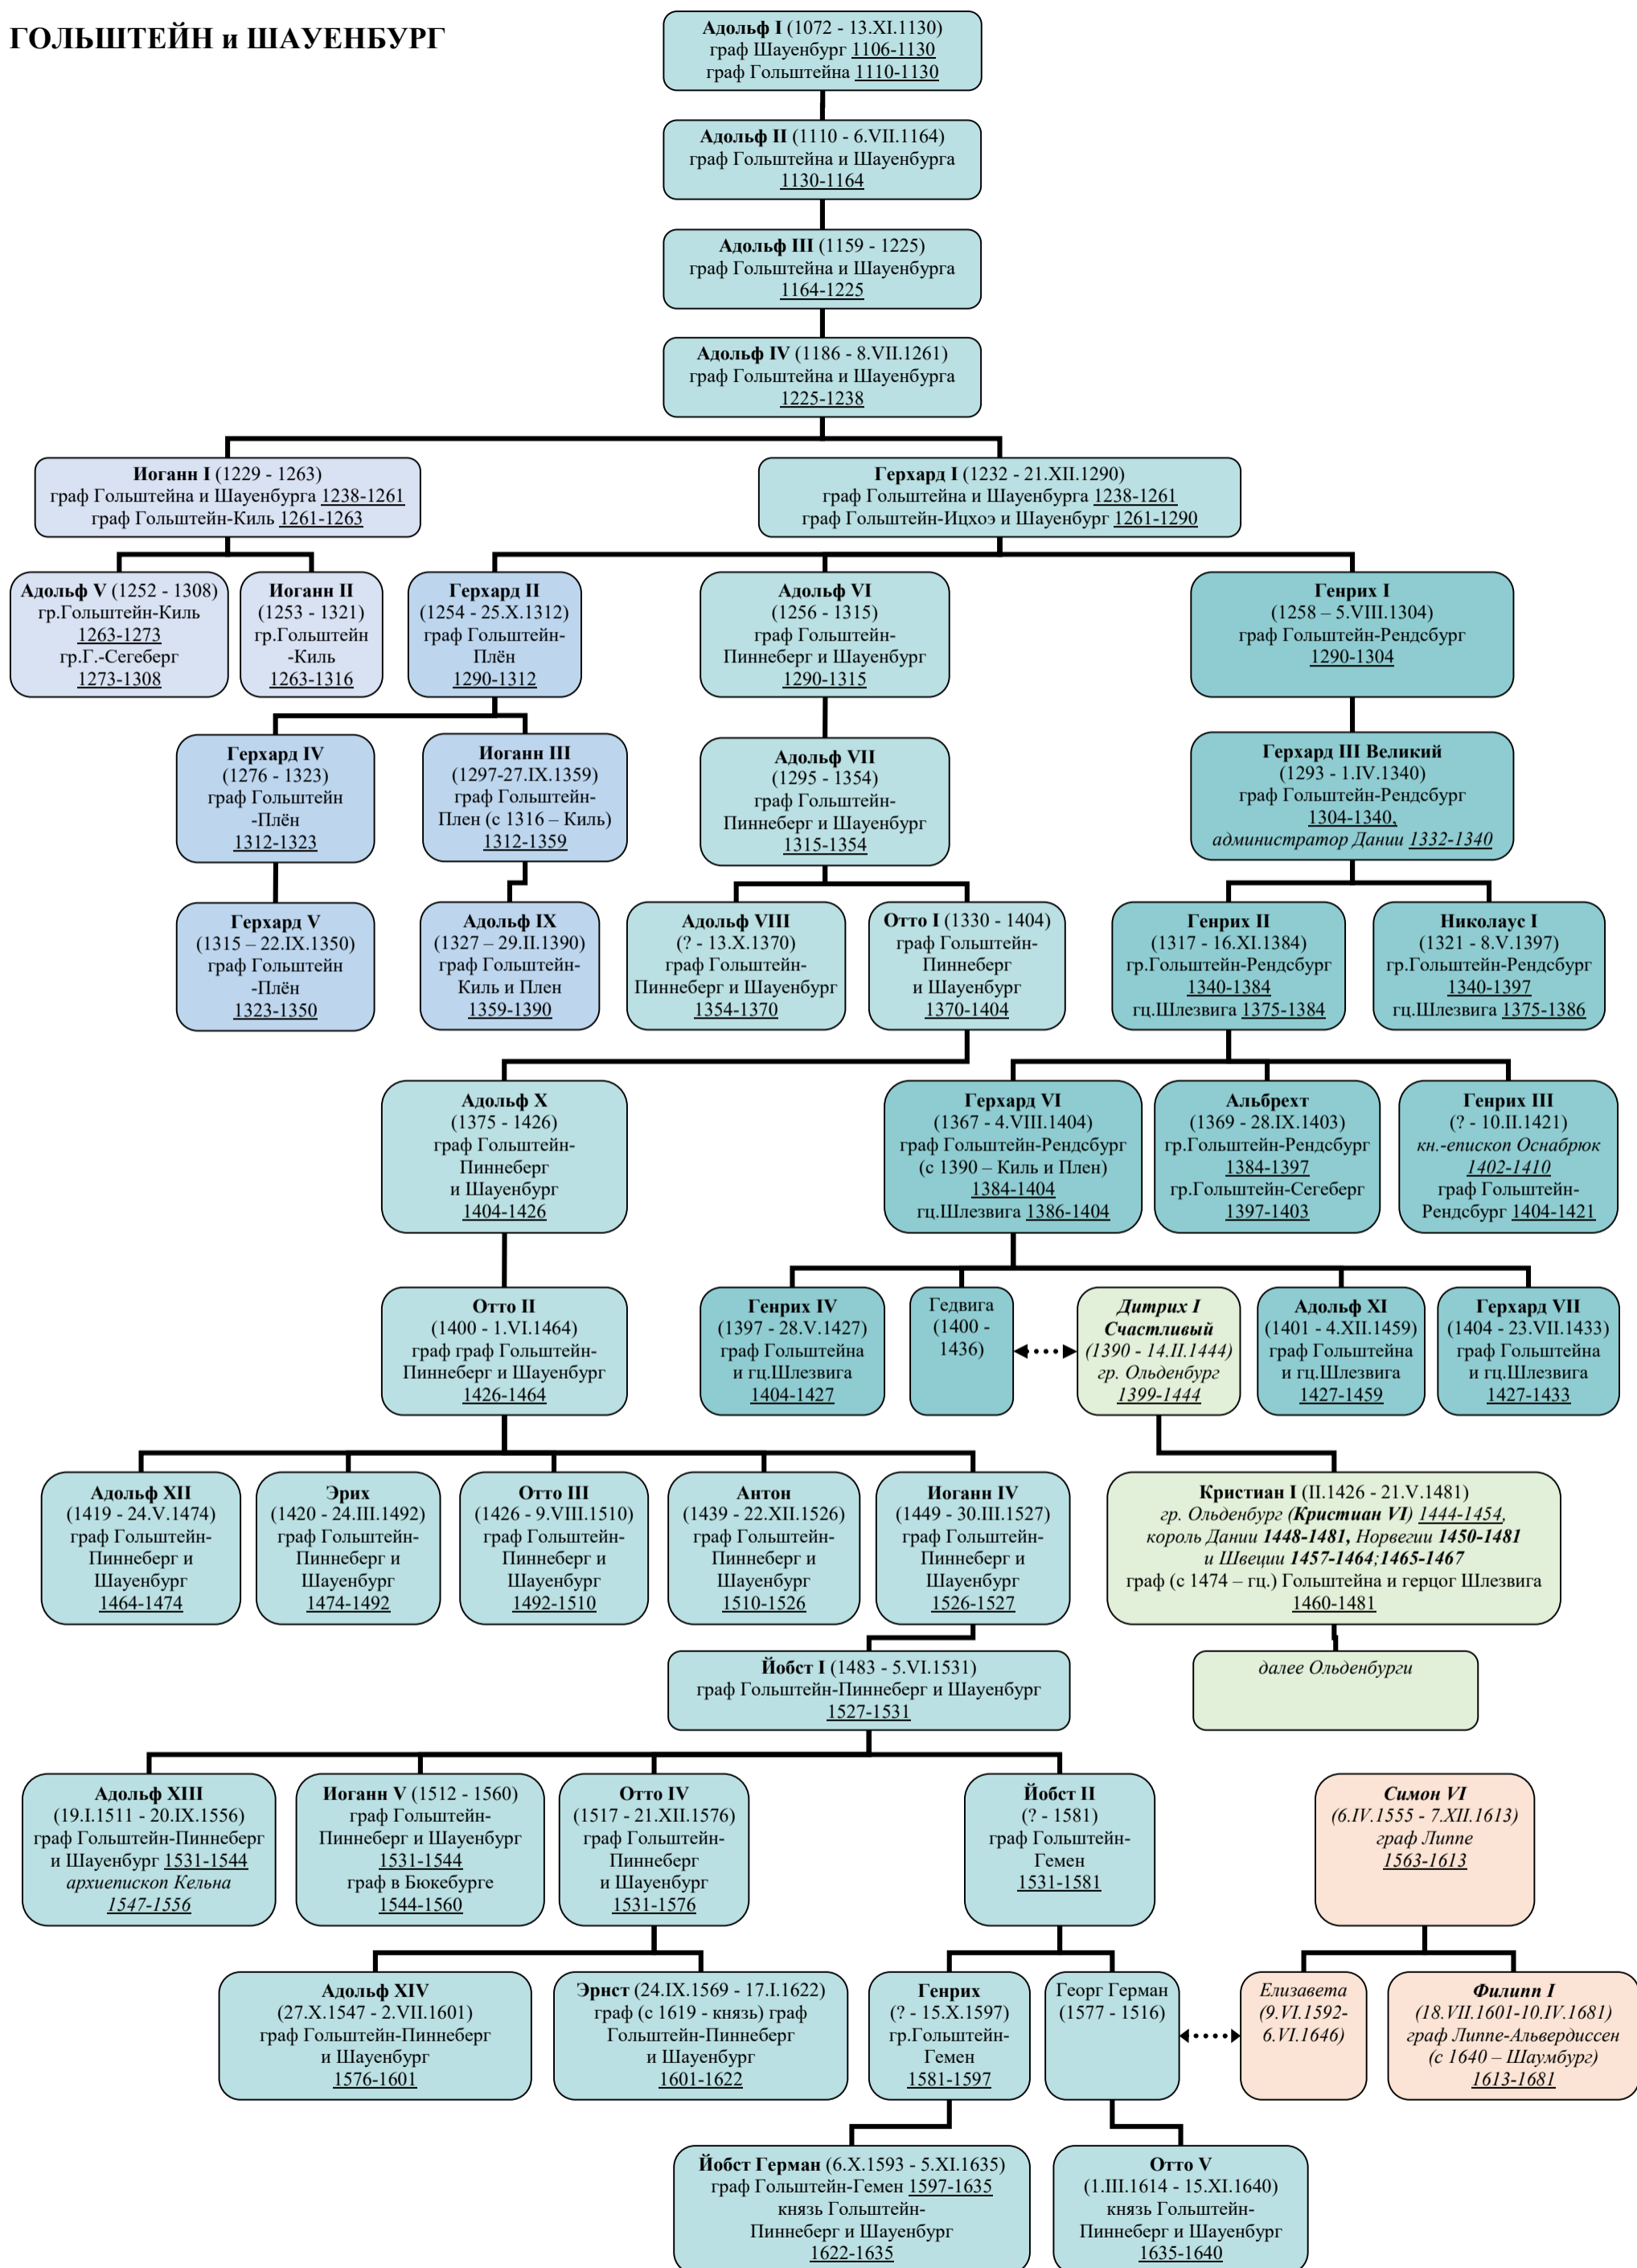 ГОЛЬШТЕЙН и ШАУЕНБУРГ
Адольф I (1072 - 13.XI.1130)
граф Шауенбург 1106-1130
граф Гольштейна 1110-1130
Адольф II (1110 - 6.VII.1164)
граф Гольштейна и Шауенбурга
1130-1164
Адольф III (1159 - 1225)
граф Гольштейна и Шауенбурга
1164-1225
Адольф IV (1186 - 8.VII.1261)
граф Гольштейна и Шауенбурга
1225-1238
Иоганн I (1229 - 1263)
граф Гольштейна и Шауенбурга 1238-1261
граф Гольштейн-Киль 1261-1263
Герхард I (1232 - 21.XII.1290)
граф Гольштейна и Шауенбурга 1238-1261
граф Гольштейн-Ицхоэ и Шауенбург 1261-1290
Адольф V (1252 - 1308)
гр.Гольштейн-Киль
1263-1273
гр.Г.-Сегеберг
1273-1308
Иоганн II
(1253 - 1321)
гр.Гольштейн
-Киль
1263-1316
Герхард II
(1254 - 25.X.1312)
граф Гольштейн-
Плён
1290-1312
Адольф VI
(1256 - 1315)
граф Гольштейн-
Пиннеберг и Шауенбург
1290-1315
Генрих I
(1258 – 5.VIII.1304)
граф Гольштейн-Рендсбург
1290-1304
Герхард IV
(1276 - 1323)
граф Гольштейн
-Плён
1312-1323
Иоганн III
(1297-27.IX.1359)
граф Гольштейн-
Плен (с 1316 – Киль)
1312-1359
Адольф VII
(1295 - 1354)
граф Гольштейн-
Пиннеберг и Шауенбург
1315-1354
Герхард III Великий
(1293 - 1.IV.1340)
граф Гольштейн-Рендсбург
1304-1340,
администратор Дании 1332-1340
Герхард V
(1315 – 22.IX.1350)
граф Гольштейн
-Плён
1323-1350
Адольф IX
(1327 – 29.II.1390)
граф Гольштейн-
Киль и Плен
1359-1390
Адольф VIII
(? - 13.X.1370)
граф Гольштейн-
Пиннеберг и Шауенбург
1354-1370
Отто I (1330 - 1404)
граф Гольштейн-
Пиннеберг
и Шауенбург
1370-1404
Генрих II
(1317 - 16.XI.1384)
гр.Гольштейн-Рендсбург
1340-1384
гц.Шлезвига 1375-1384
Николаус I
(1321 - 8.V.1397)
гр.Гольштейн-Рендсбург
1340-1397
гц.Шлезвига 1375-1386
Адольф X
(1375 - 1426)
граф Гольштейн-
Пиннеберг
и Шауенбург
1404-1426
Герхард VI
(1367 - 4.VIII.1404)
граф Гольштейн-Рендсбург
(с 1390 – Киль и Плен)
1384-1404
гц.Шлезвига 1386-1404
Альбрехт
(1369 - 28.IX.1403)
гр.Гольштейн-Рендсбург
1384-1397
гр.Гольштейн-Сегеберг
1397-1403
Генрих III
(? - 10.II.1421)
кн.-епископ Оснабрюк
1402-1410
граф Гольштейн-
Рендсбург 1404-1421
Отто II
(1400 - 1.VI.1464)
граф граф Гольштейн-
Пиннеберг и Шауенбург
1426-1464
Генрих IV
(1397 - 28.V.1427)
граф Гольштейна
и гц.Шлезвига
1404-1427
Гедвига
(1400 -
1436)
Дитрих I
Счастливый
(1390 - 14.II.1444)
гр. Ольденбург
1399-1444
Адольф XI
(1401 - 4.XII.1459)
граф Гольштейна
и гц.Шлезвига
1427-1459
Герхард VII
(1404 - 23.VII.1433)
граф Гольштейна
и гц.Шлезвига
1427-1433
Адольф XII
(1419 - 24.V.1474)
граф Гольштейн-
Пиннеберг и
Шауенбург
1464-1474
Эрих
(1420 - 24.III.1492)
граф Гольштейн-
Пиннеберг и
Шауенбург
1474-1492
Отто III
(1426 - 9.VIII.1510)
граф Гольштейн-
Пиннеберг и
Шауенбург
1492-1510
Антон
(1439 - 22.XII.1526)
граф Гольштейн-
Пиннеберг и
Шауенбург
1510-1526
Иоганн IV
(1449 - 30.III.1527)
граф Гольштейн-
Пиннеберг и
Шауенбург
1526-1527
Кристиан I (II.1426 - 21.V.1481)
гр. Ольденбург (Кристиан VI) 1444-1454,
король Дании 1448-1481, Норвегии 1450-1481
и Швеции 1457-1464;1465-1467
граф (с 1474 – гц.) Гольштейна и герцог Шлезвига
1460-1481
Йобст I (1483 - 5.VI.1531)
граф Гольштейн-Пиннеберг и Шауенбург
1527-1531
далее Ольденбурги
Адольф XIII
(19.I.1511 - 20.IX.1556)
граф Гольштейн-Пиннеберг
и Шауенбург 1531-1544
архиепископ Кельна
1547-1556
Иоганн V (1512 - 1560)
граф Гольштейн-
Пиннеберг и Шауенбург
1531-1544
граф в Бюкебурге
1544-1560
Отто IV
(1517 - 21.XII.1576)
граф Гольштейн-
Пиннеберг
и Шауенбург
1531-1576
Йобст II
(? - 1581)
граф Гольштейн-
Гемен
1531-1581
Симон VI
(6.IV.1555 - 7.XII.1613)
граф Липпе
1563-1613
Адольф XIV
(27.X.1547 - 2.VII.1601)
граф Гольштейн-Пиннеберг
и Шауенбург
1576-1601
Эрнст (24.IX.1569 - 17.I.1622)
граф (с 1619 - князь) граф
Гольштейн-Пиннеберг
и Шауенбург
1601-1622
Генрих
(? - 15.X.1597)
гр.Гольштейн-
Гемен
1581-1597
Георг Герман
(1577 - 1516)
Елизавета
(9.VI.1592-
6.VI.1646)
Филипп I
(18.VII.1601-10.IV.1681)
граф Липпе-Альвердиссен
(с 1640 – Шаумбург)
1613-1681
Йобст Герман (6.X.1593 - 5.XI.1635)
граф Гольштейн-Гемен 1597-1635
князь Гольштейн-
Пиннеберг и Шауенбург
1622-1635
Отто V
(1.III.1614 - 15.XI.1640)
князь Гольштейн-
Пиннеберг и Шауенбург
1635-1640